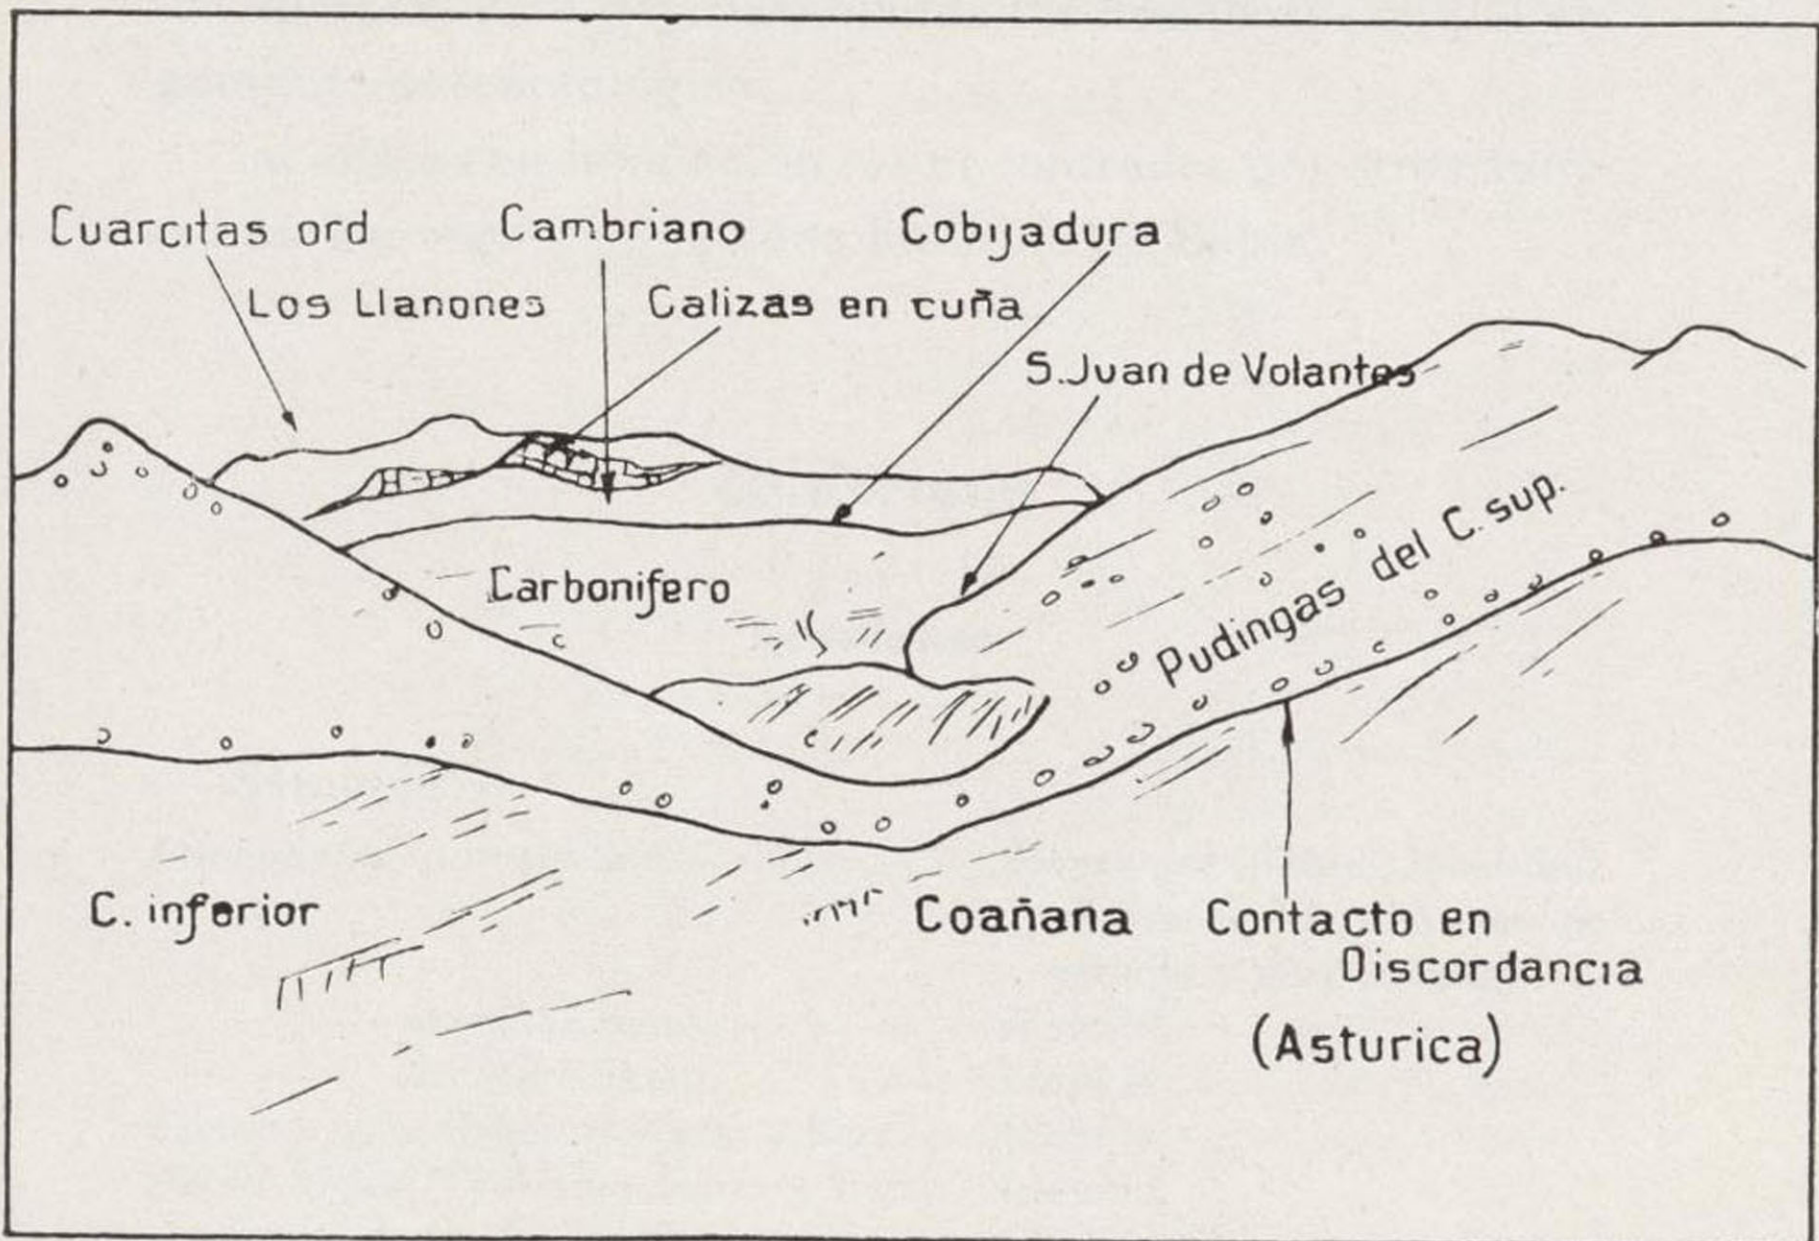 Cuarcitas ord
Cambriano
Cobijadura
Los Llanones
Calizas en cuña
S. Juan de Volantes
Pudingas del C. sup.
Carbonifero
C. inferior
Coañana
Contacto en
Discordancia
(Asturica)